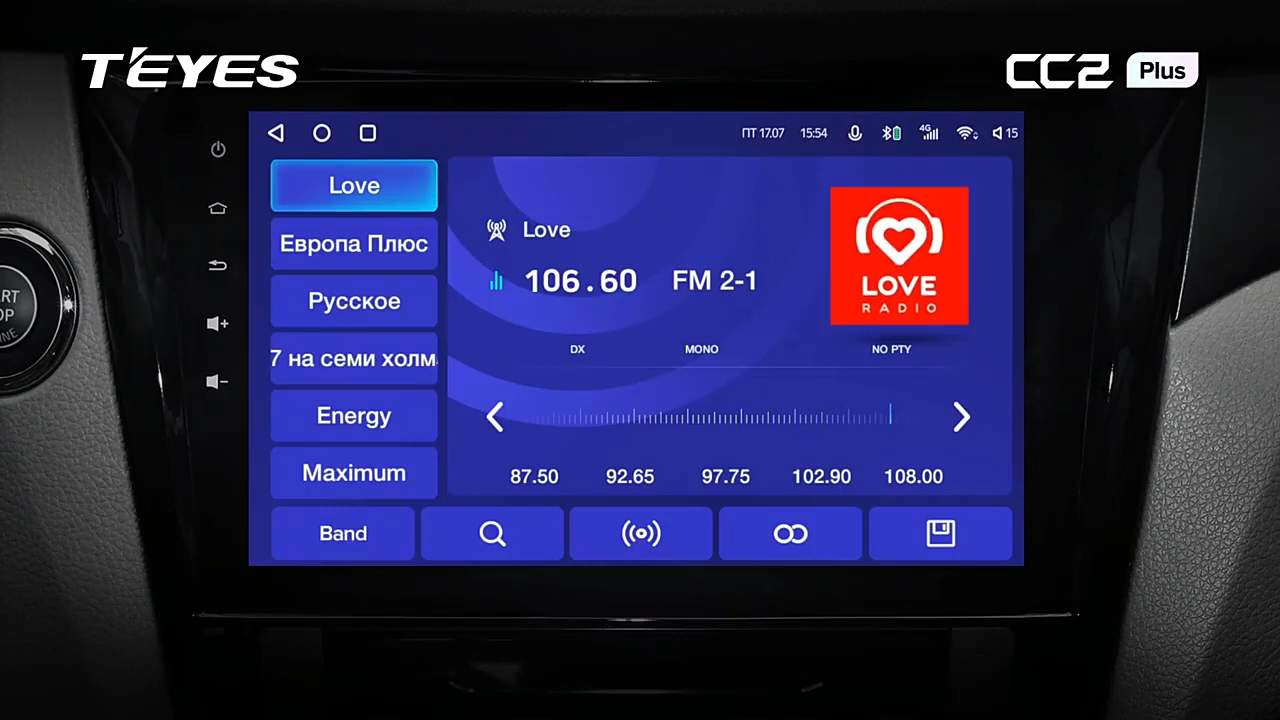 T'EYES
CC2 Plus
ПТ 17.07 15:54 4G 15
Love
Европа Плюс
Русское
7 на семи холм
Energy
Maximum
Love
106.60 FM 2-1
LOVE
RADIO
DX MONO NO PTY
87.50 92.65 97.75 102.90 108.00
Band